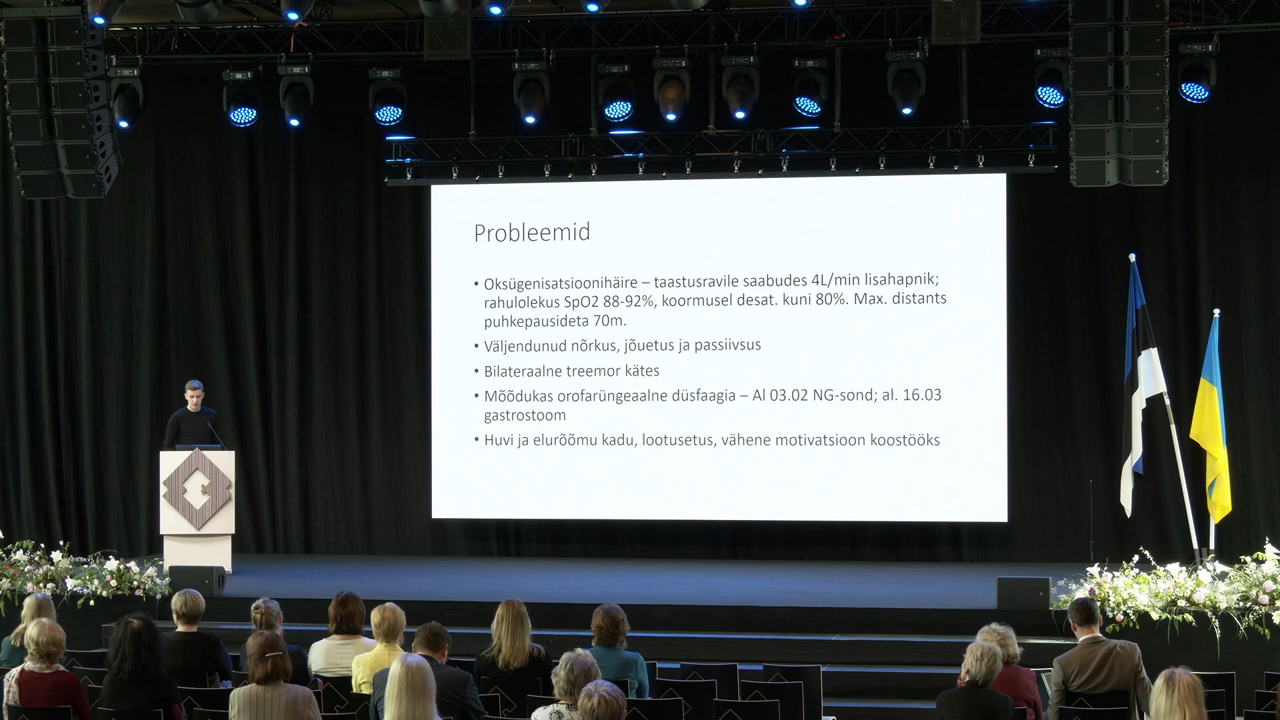 Probleemid
• Oksügenisatsioonihäire – taastusravile saabudes 4L/min lisahapnik;
rahulolekus SpO2 88-92%, koormusel desat. kuni 80%. Max. distants
puhkepausideta 70m.
• Väljendunud nõrkus, jõuetus ja passiivsus
• Bilateraalne treemor kätes
• Mõõdukas orofarüngeaalne düsfaagia – Al 03.02 NG-sond; al. 16.03
gastrostoom
• Huvi ja elurõõmu kadu, lootusetus, vähene motivatsioon koostööks